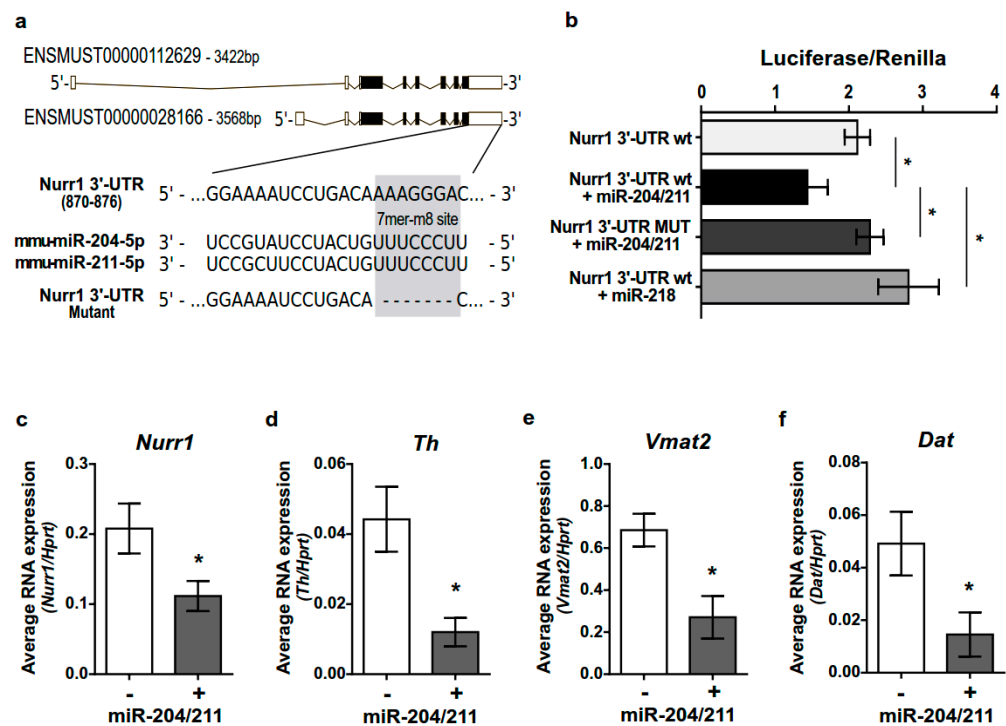 a
ENSMUST00000112629 - 3422bp
5'- -3'
ENSMUST00000028166 - 3568bp 5'- -3'
Nurr1 3'-UTR (870-876) 5' - ...GGAAAAUCCUGACAAAAGGGAC... - 3'
7mer-m8 site
mmu-miR-204-5p 3' - UUCCGUAUCCUACUGUUUCCCUU - 5'
mmu-miR-211-5p 3' - UCCGCUUCCUACUGUUUCCCUU - 5'
Nurr1 3'-UTR Mutant 5' - ...GGAAAAUCCUGACA - - - - - - - C... - 3'
b
Luciferase/Renilla
0 1 2 3 4
Nurr1 3'-UTR wt
Nurr1 3'-UTR wt
+ miR-204/211
Nurr1 3'-UTR MUT
+ miR-204/211
Nurr1 3'-UTR wt
+ miR-218
*
*
*
c
Nurr1
Average RNA expression
(Nurr1/Hprt)
0.3
0.2
0.1
0.0
*
- +
miR-204/211
d
Th
Average RNA expression
(Th/Hprt)
0.06
0.04
0.02
0.00
*
- +
miR-204/211
e
Vmat2
Average RNA expression
(Vmat2/Hprt)
1.0
0.8
0.6
0.4
0.2
0.0
*
- +
miR-204/211
f
Dat
Average RNA expression
(Dat/Hprt)
0.08
0.06
0.04
0.02
0.00
*
- +
miR-204/211